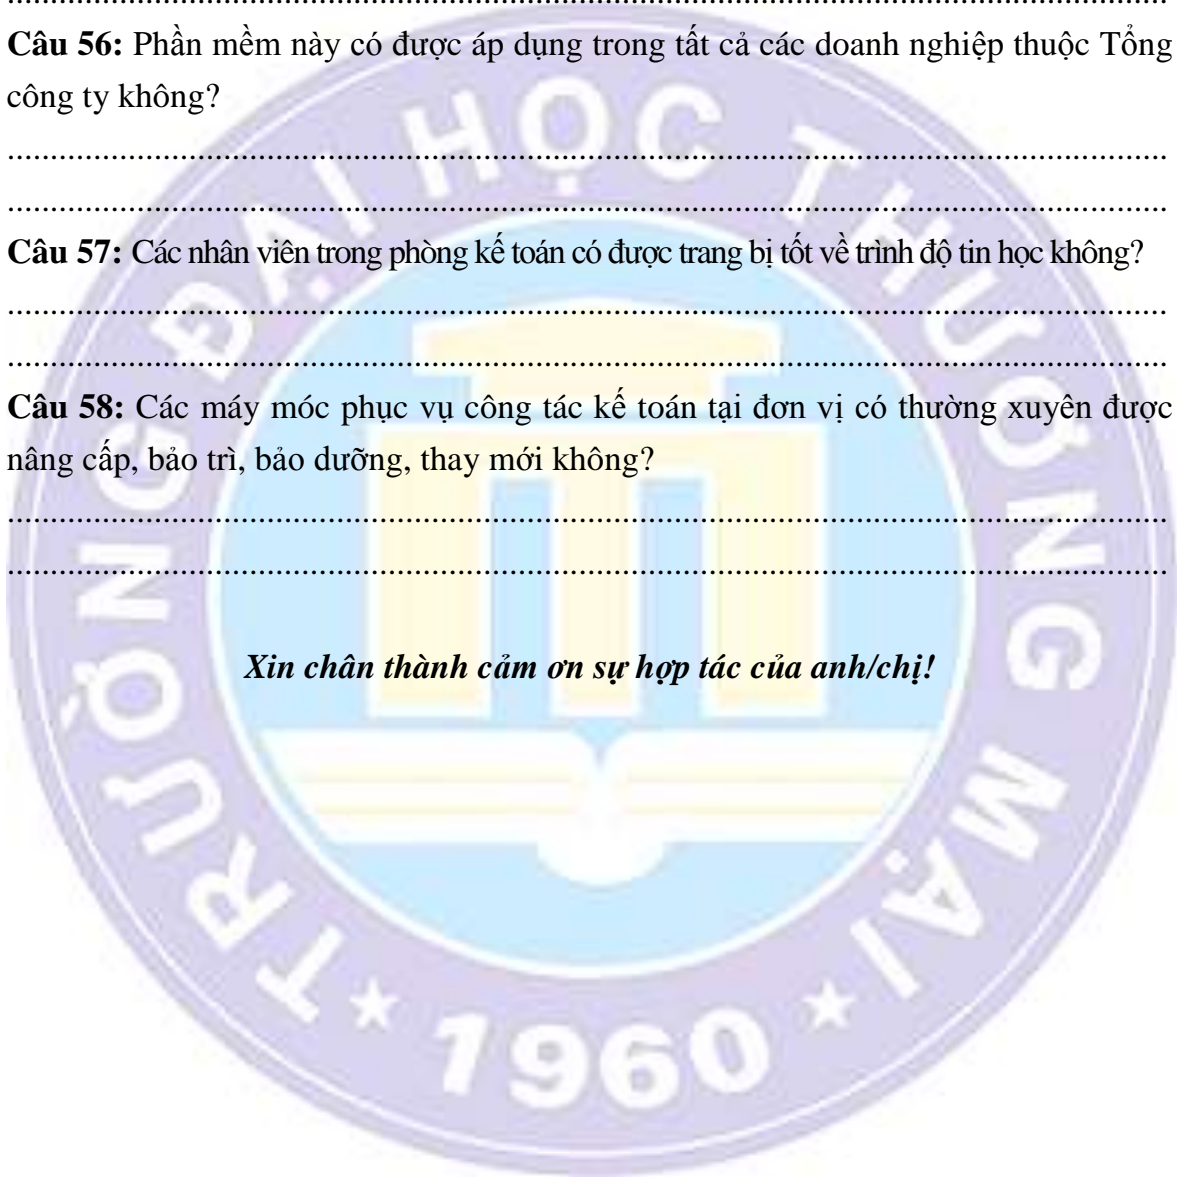 ........................................................................................................................................
Câu 56: Phần mềm này có được áp dụng trong tất cả các doanh nghiệp thuộc Tổng
công ty không?
........................................................................................................................................
........................................................................................................................................
Câu 57: Các nhân viên trong phòng kế toán có được trang bị tốt về trình độ tin học không?
........................................................................................................................................
........................................................................................................................................
Câu 58: Các máy móc phục vụ công tác kế toán tại đơn vị có thường xuyên được
nâng cấp, bảo trì, bảo dưỡng, thay mới không?
........................................................................................................................................
........................................................................................................................................
Xin chân thành cảm ơn sự hợp tác của anh/chị!
TRƯỜNG ĐẠI HỌC THƯƠNG MẠI
★ 1960 ★